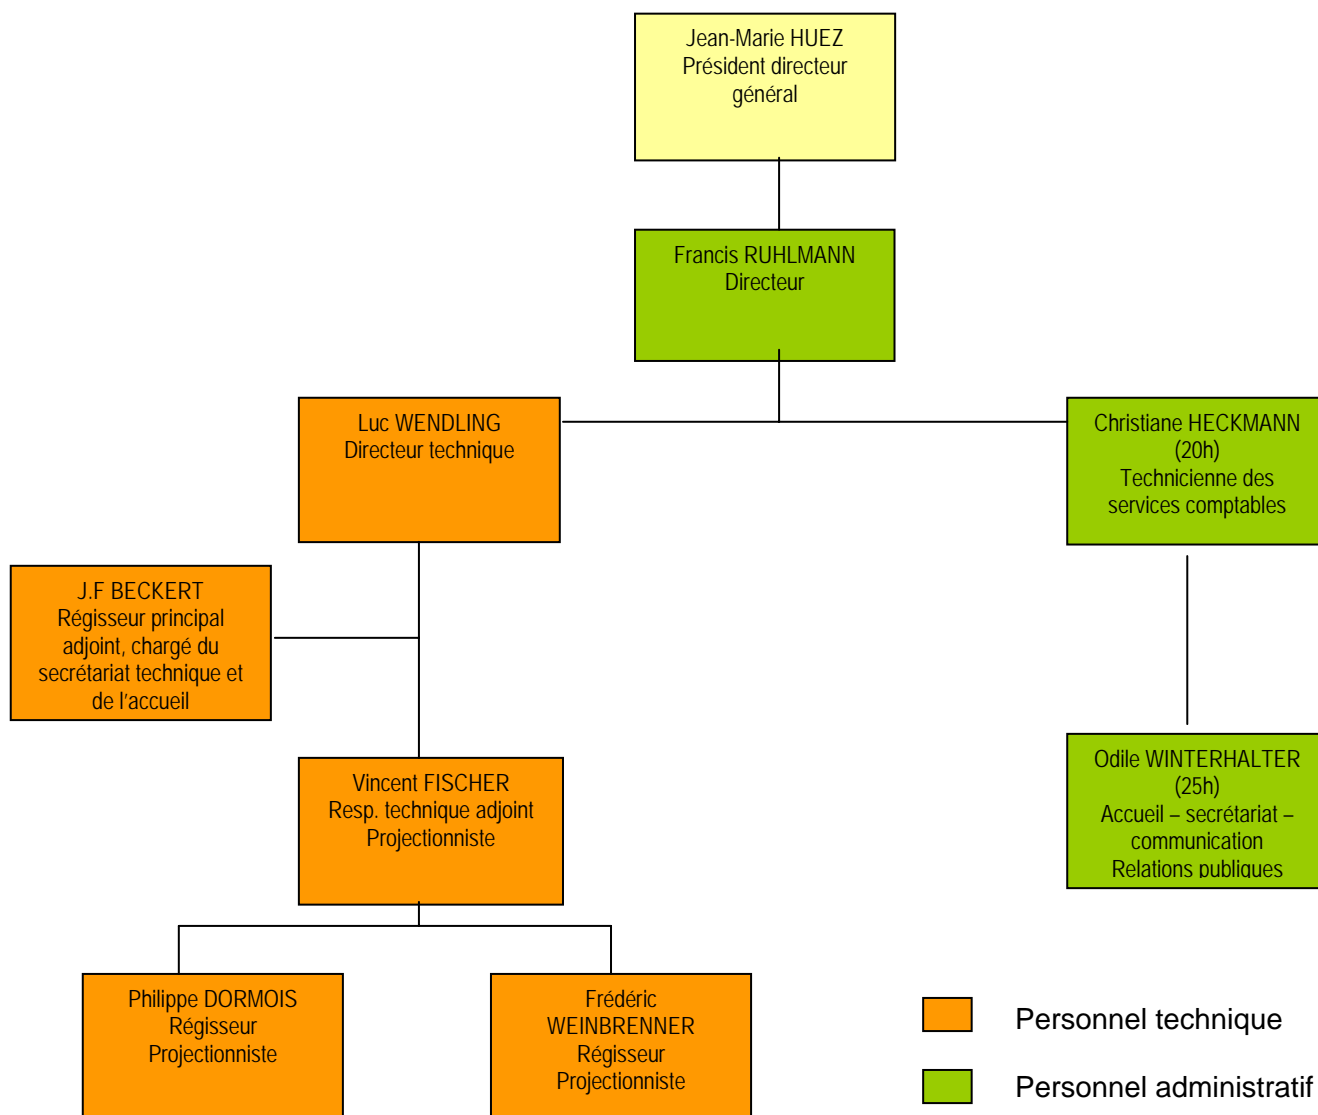 Jean-Marie HUEZ
Président directeur
général
Francis RUHLMANN
Directeur
Luc WENDLING
Directeur technique
Christiane HECKMANN
(20h)
Technicienne des
services comptables
J.F BECKERT
Régisseur principal
adjoint, chargé du
secrétariat technique et
de l'accueil
Vincent FISCHER
Resp. technique adjoint
Projectionniste
Odile WINTERHALTER
(25h)
Accueil – secrétariat –
communication
Relations publiques
Philippe DORMOIS
Régisseur
Projectionniste
Frédéric
WEINBRENNER
Régisseur
Projectionniste
Personnel technique
Personnel administratif